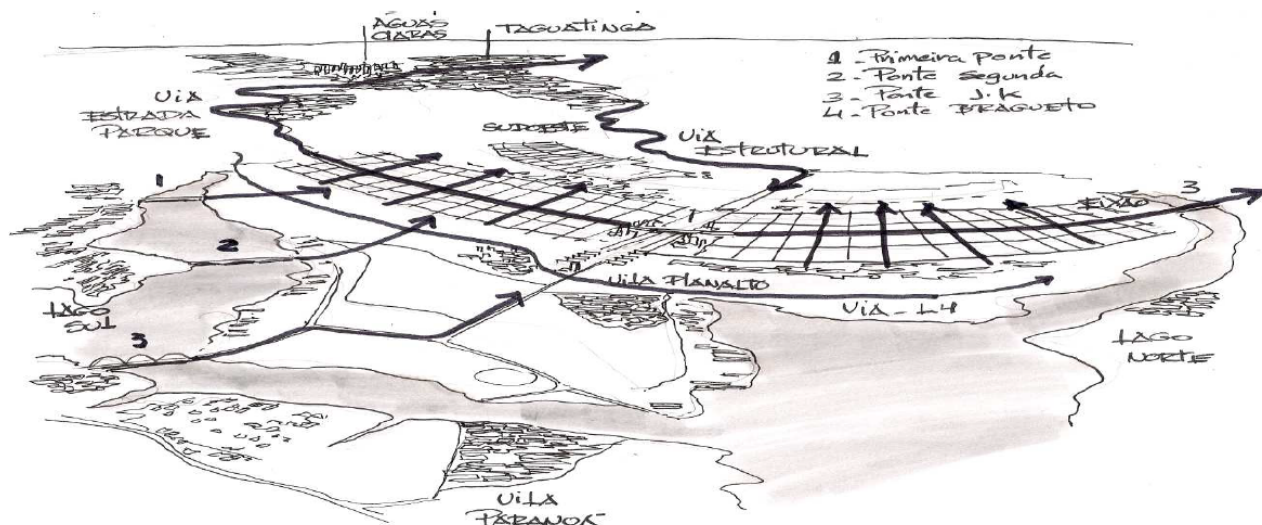 ÁGUAS
CLARAS
TAGUATINGA
1 - Primeira ponte
2 - Ponte Segunda
3 - Ponte J.K
4 - Ponte BRAGUETO
VIA
ESTRADA
PARQUE
SUDOESTE
VIA
ESTRUTURAL
1
3
EIXÃO
1
2
VILA PLANALTO
VIA - L4
LAGO
SUL
3
LAGO
NORTE
VILA
PARANOÁ